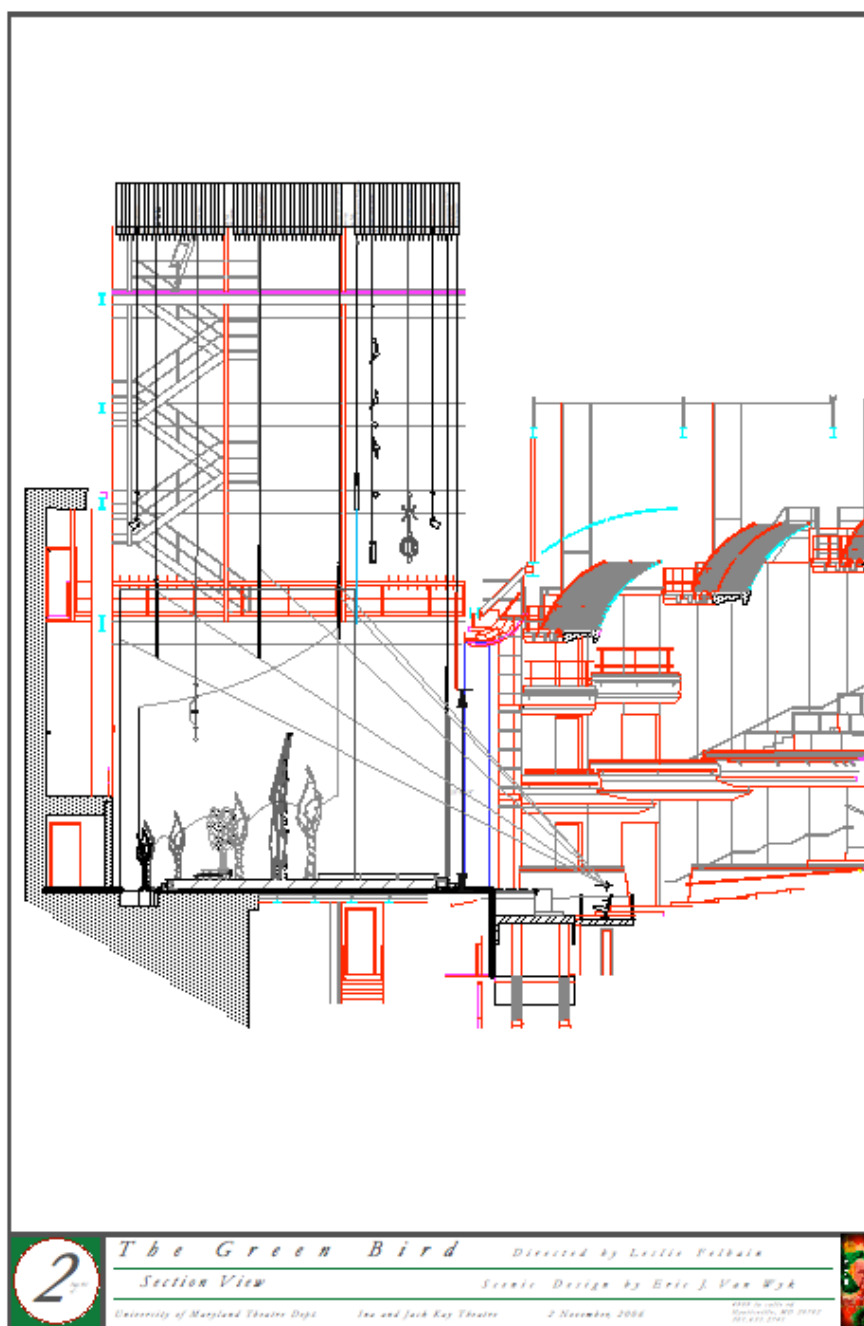 2
The Green Bird
Directed by Leslie Felbain
Section View
Scenic Design by Eric J. Van Wyk
University of Maryland Theatre Dept
Ina and Jack Kay Theatre
2 November 2006